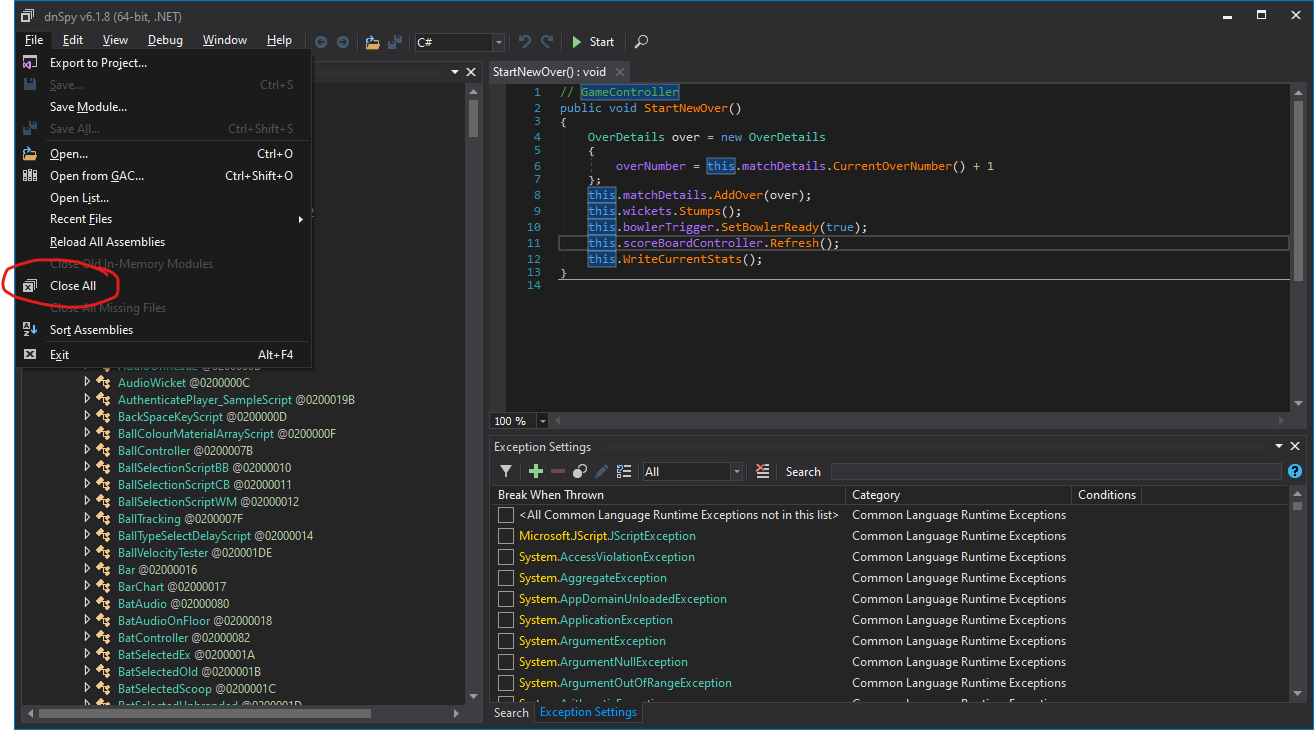 dnSpy v6.1.8 (64-bit, .NET)
File Edit View Debug Window Help C# Start
Export to Project...
Save... Ctrl+S
Save Module...
Save All... Ctrl+Shift+S
Open... Ctrl+O
Open from GAC... Ctrl+Shift+O
Open List...
Recent Files
Reload All Assemblies
Close Old In-Memory Modules
Close All
Close All Missing Files
Sort Assemblies
Exit Alt+F4
AudioWicket @0200000C
AuthenticatePlayer_SampleScript @0200019B
BackSpaceKeyScript @0200000D
BallColourMaterialArrayScript @0200000F
BallController @0200007B
BallSelectionScriptBB @02000010
BallSelectionScriptCB @02000011
BallSelectionScriptWM @02000012
BallTracking @0200007F
BallTypeSelectDelayScript @02000014
BallVelocityTester @020001DE
Bar @02000016
BarChart @02000017
BatAudio @02000080
BatAudioOnFloor @02000018
BatController @02000082
BatSelectedEx @0200001A
BatSelectedOld @0200001B
BatSelectedScoop @0200001C
StartNewOver() : void
1 // GameController
2 public void StartNewOver()
3 {
4 OverDetails over = new OverDetails
5 {
6 overNumber = this.matchDetails.CurrentOverNumber() + 1
7 };
8 this.matchDetails.AddOver(over);
9 this.wickets.Stumps();
10 this.bowlerTrigger.SetBowlerReady(true);
11 this.scoreBoardController.Refresh();
12 this.WriteCurrentStats();
13 }
14
100 %
Exception Settings
All Search
Break When Thrown Category Conditions
<All Common Language Runtime Exceptions not in this list> Common Language Runtime Exceptions
Microsoft.JScript.JScriptException Common Language Runtime Exceptions
System.AccessViolationException Common Language Runtime Exceptions
System.AggregateException Common Language Runtime Exceptions
System.AppDomainUnloadedException Common Language Runtime Exceptions
System.ApplicationException Common Language Runtime Exceptions
System.ArgumentException Common Language Runtime Exceptions
System.ArgumentNullException Common Language Runtime Exceptions
System.ArgumentOutOfRangeException Common Language Runtime Exceptions
Search Exception Settings